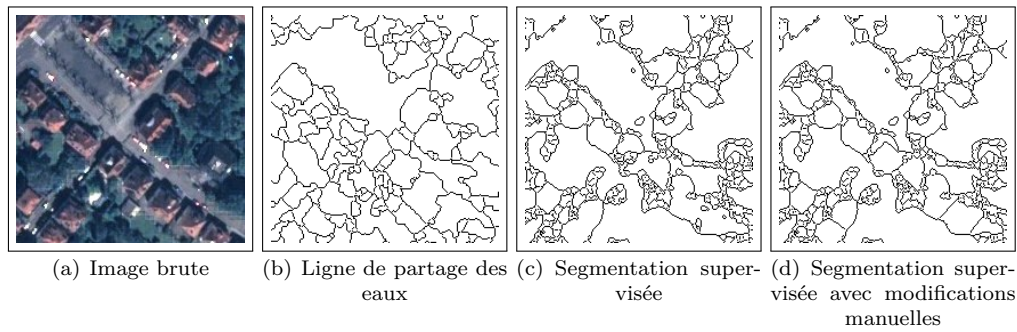 (a) Image brute
(b) Ligne de partage des
eaux
(c) Segmentation super-
visée
(d) Segmentation super-
visée avec modifications
manuelles